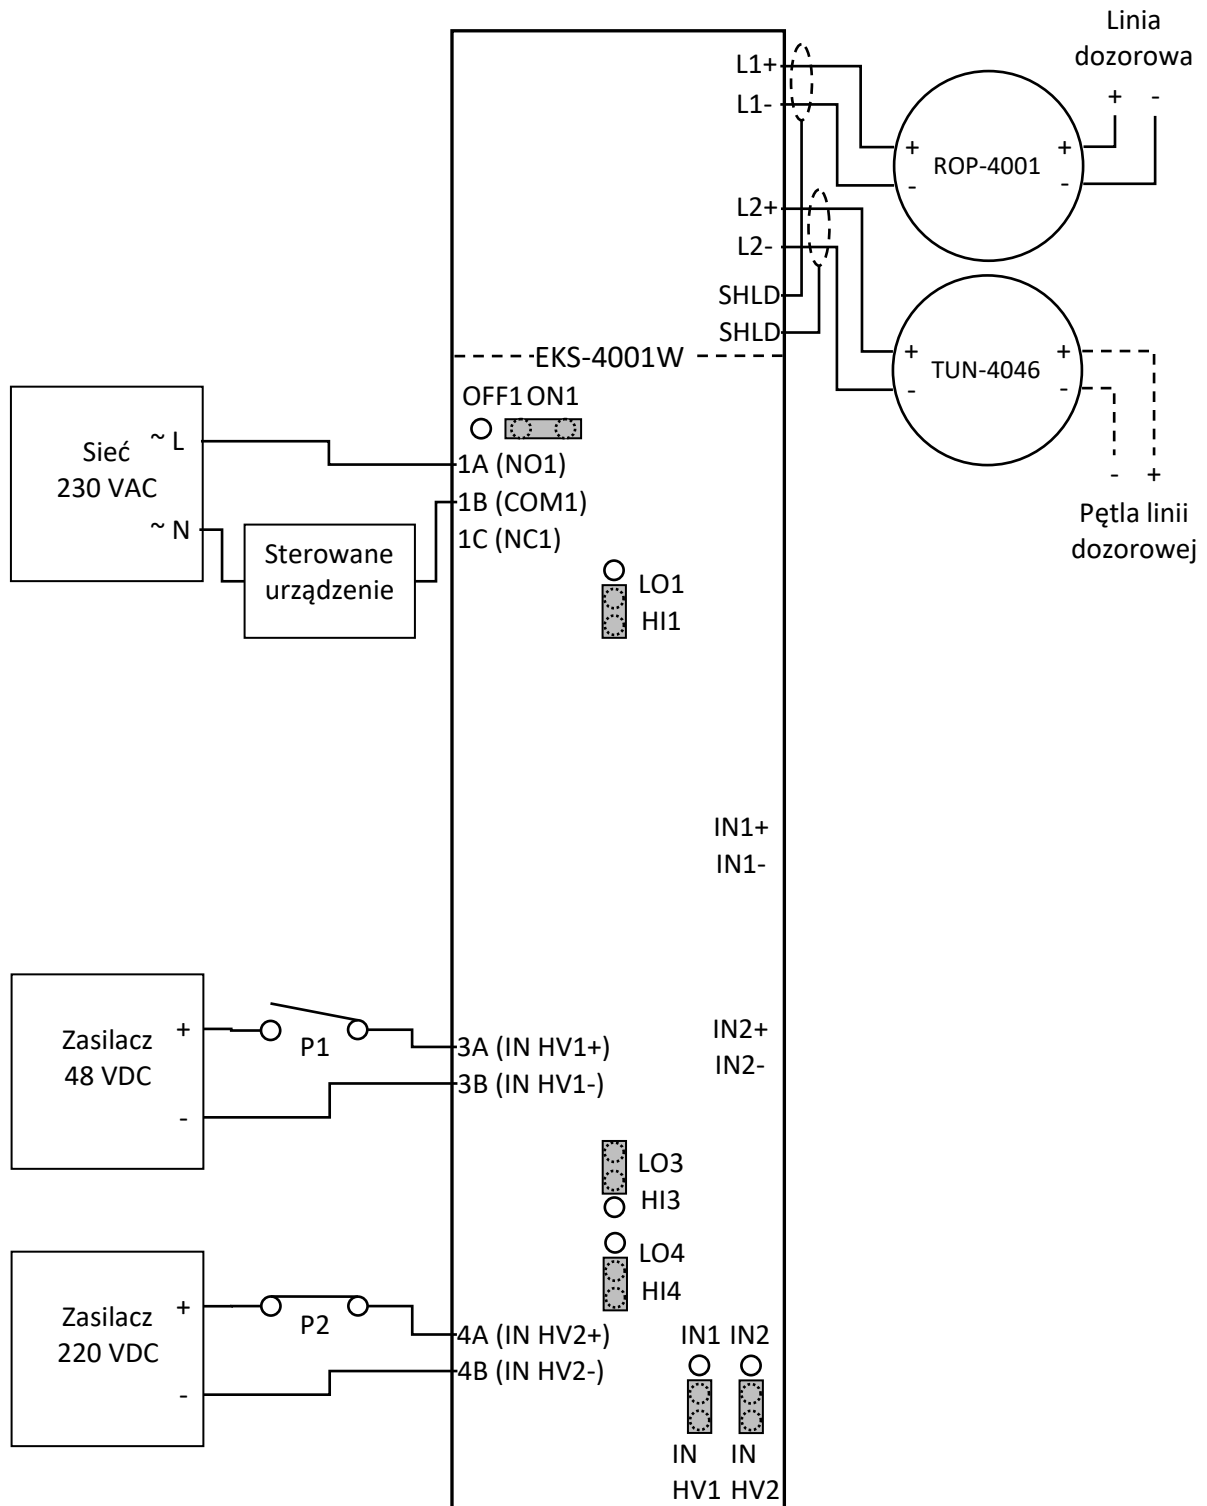 Linia
dozorowa
+ -
L1+
L1-
+ +
ROP-4001
- -
L2+
L2-
SHLD
SHLD
+ +
TUN-4046
- -
- +
Pętla linii
dozorowej
EKS-4001W
OFF1 ON1
Sieć
230 VAC
~ L
~ N
1A (NO1)
1B (COM1)
1C (NC1)
Sterowane
urządzenie
LO1
HI1
IN1+
IN1-
Zasilacz
48 VDC
+
-
P1
3A (IN HV1+)
3B (IN HV1-)
IN2+
IN2-
LO3
HI3
LO4
HI4
Zasilacz
220 VDC
+
-
P2
4A (IN HV2+)
4B (IN HV2-)
IN1 IN2
IN IN
HV1 HV2